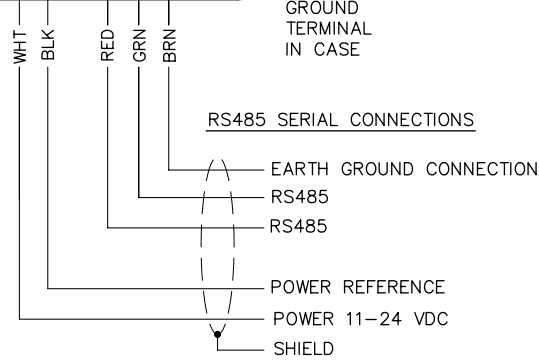 GROUND
TERMINAL
IN CASE
WHT
BLK
RED
GRN
BRN
RS485 SERIAL CONNECTIONS
EARTH GROUND CONNECTION
RS485
RS485
POWER REFERENCE
POWER 11–24 VDC
SHIELD